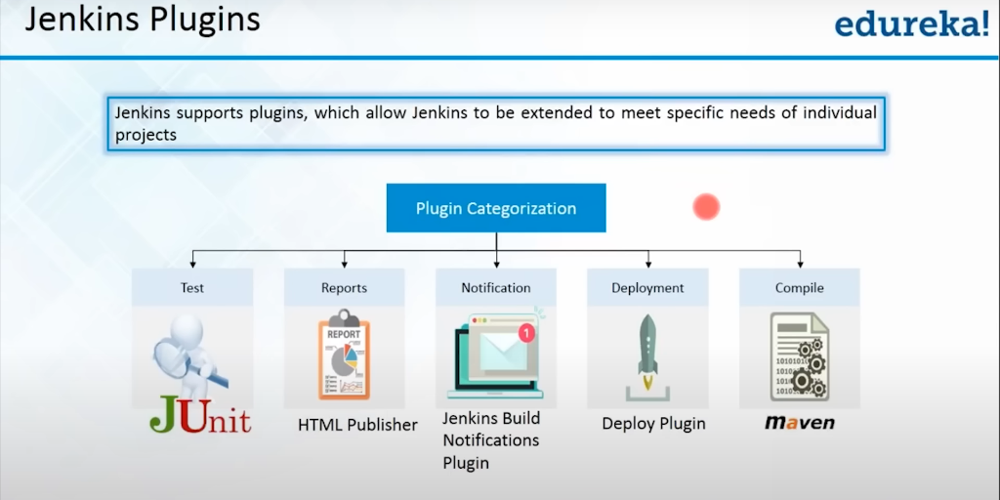 Jenkins Plugins
edureka!
Jenkins supports plugins, which allow Jenkins to be extended to meet specific needs of individual
projects
Plugin Categorization
Test
Reports
Notification
Deployment
Compile
REPORT
1
JUnit
HTML Publisher
Jenkins Build
Notifications
Plugin
Deploy Plugin
maven